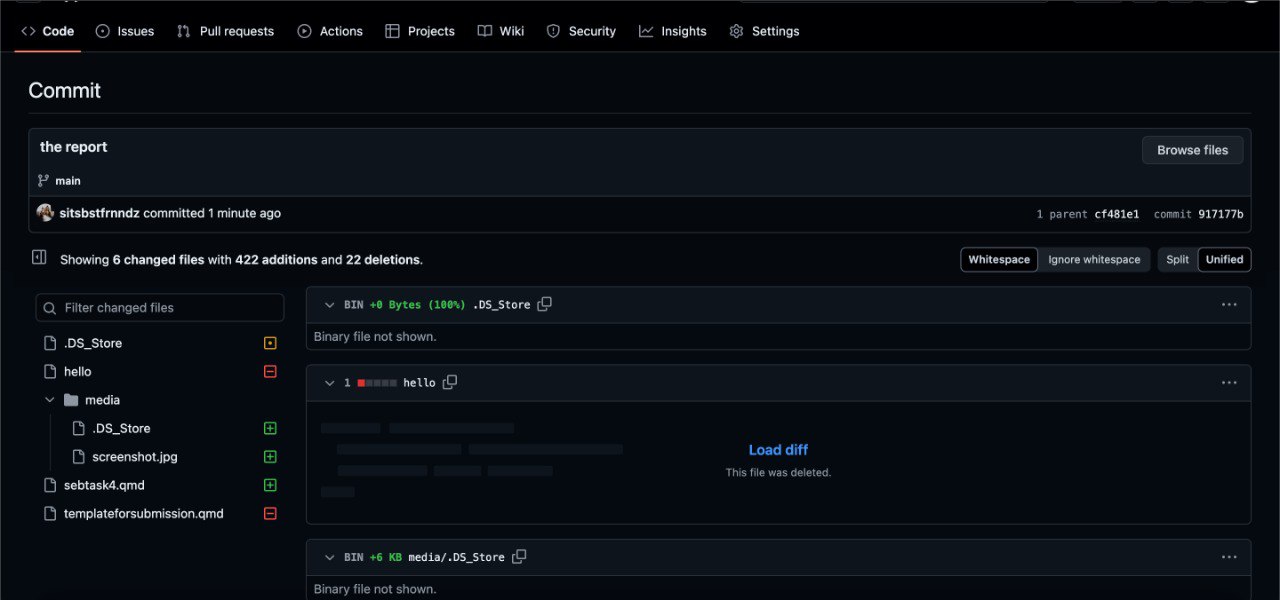 Code Issues Pull requests Actions Projects Wiki Security Insights Settings
Commit
the report
Browse files
main
sitsbstfrnndz committed 1 minute ago
1 parent cf481e1 commit 917177b
Showing 6 changed files with 422 additions and 22 deletions.
Whitespace Ignore whitespace Split Unified
Filter changed files
.DS_Store
hello
media
.DS_Store
screenshot.jpg
sebtask4.qmd
templateforsubmission.qmd
BIN +0 Bytes (100%) .DS_Store
Binary file not shown.
1 hello
Load diff
This file was deleted.
BIN +6 KB media/.DS_Store
Binary file not shown.